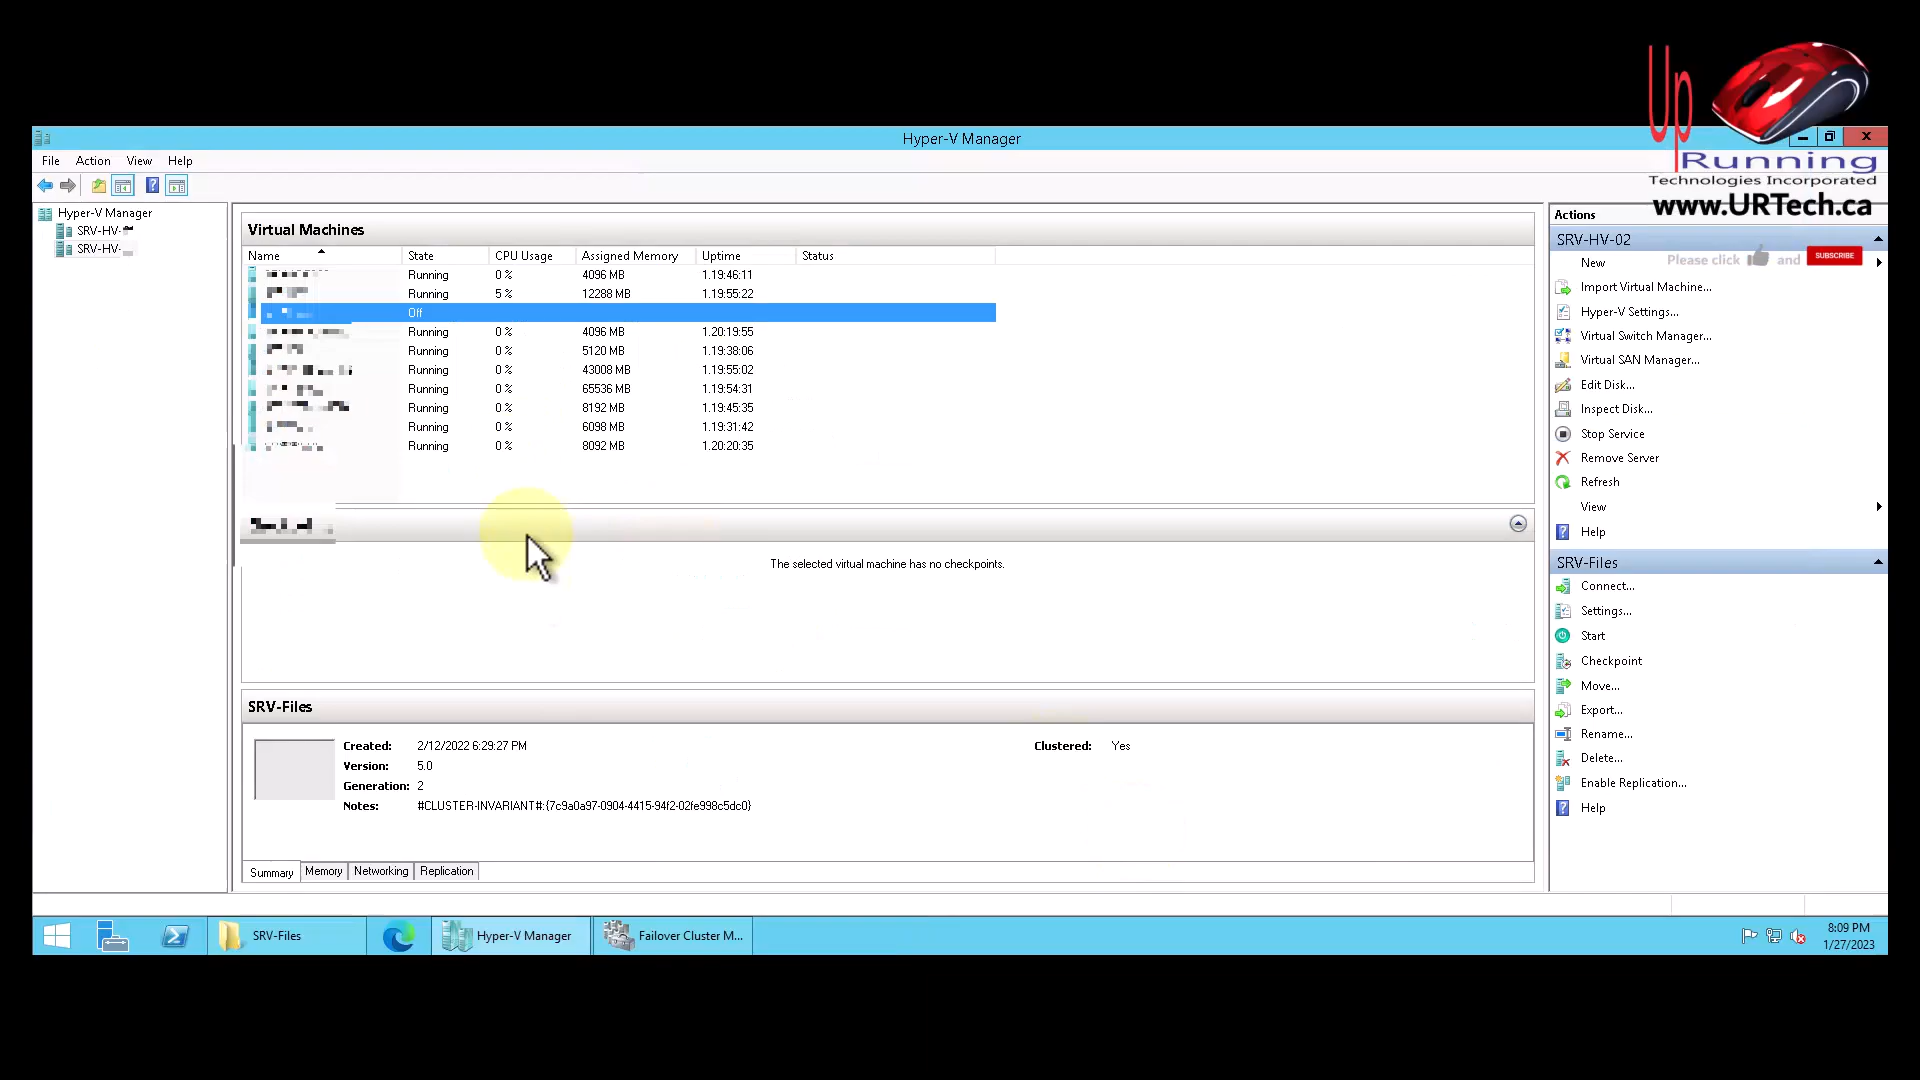 Up
Running
Technologies Incorporated
www.URTech.ca
Please click and SUBSCRIBE
Hyper-V Manager
File Action View Help
Hyper-V Manager
SRV-HV-
SRV-HV-
Virtual Machines
Name State CPU Usage Assigned Memory Uptime Status
Running 0 % 4096 MB 1.19:46:11
Running 5 % 12288 MB 1.19:55:22
Off
Running 0 % 4096 MB 1.20:19:55
Running 0 % 5120 MB 1.19:38:06
Running 0 % 43008 MB 1.19:55:02
Running 0 % 65536 MB 1.19:54:31
Running 0 % 8192 MB 1.19:45:35
Running 0 % 6098 MB 1.19:31:42
Running 0 % 8092 MB 1.20:20:35
The selected virtual machine has no checkpoints.
SRV-Files
Created: 2/12/2022 6:29:27 PM
Clustered: Yes
Version: 5.0
Generation: 2
Notes: #CLUSTER-INVARIANT#:{7c9a0a97-0904-4415-94f2-02fe998c5dc0}
Summary Memory Networking Replication
Actions
SRV-HV-02
New
Import Virtual Machine...
Hyper-V Settings...
Virtual Switch Manager...
Virtual SAN Manager...
Edit Disk...
Inspect Disk...
Stop Service
Remove Server
Refresh
View
Help
SRV-Files
Connect...
Settings...
Start
Checkpoint
Move...
Export...
Rename...
Delete...
Enable Replication...
Help
SRV-Files
Hyper-V Manager
Failover Cluster M...
8:09 PM
1/27/2023